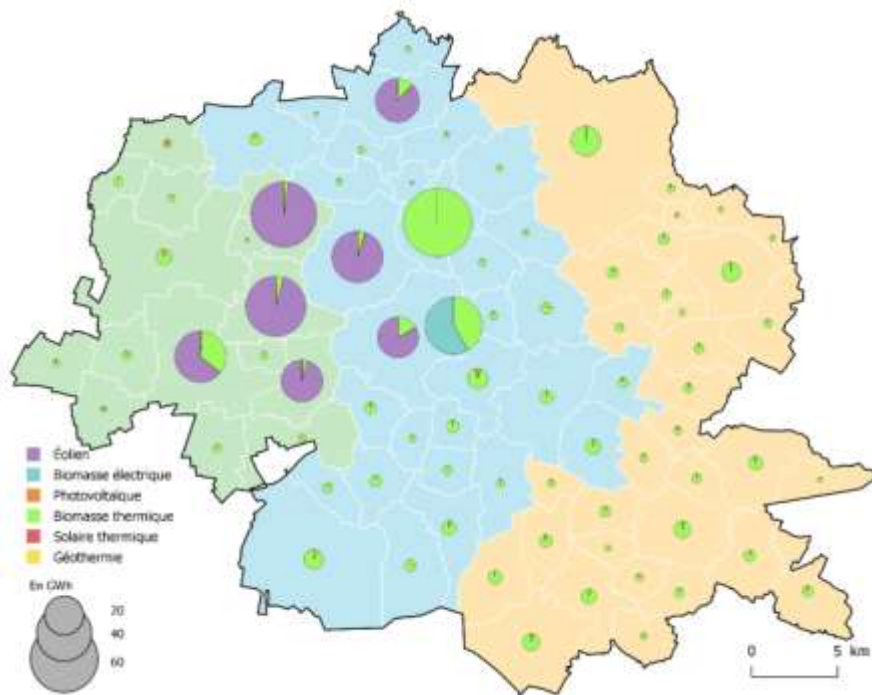 Éolien
Biomasse électrique
Photovoltaïque
Biomasse thermique
Solaire thermique
Géothermie
En GWh
20
40
60
0 5 km